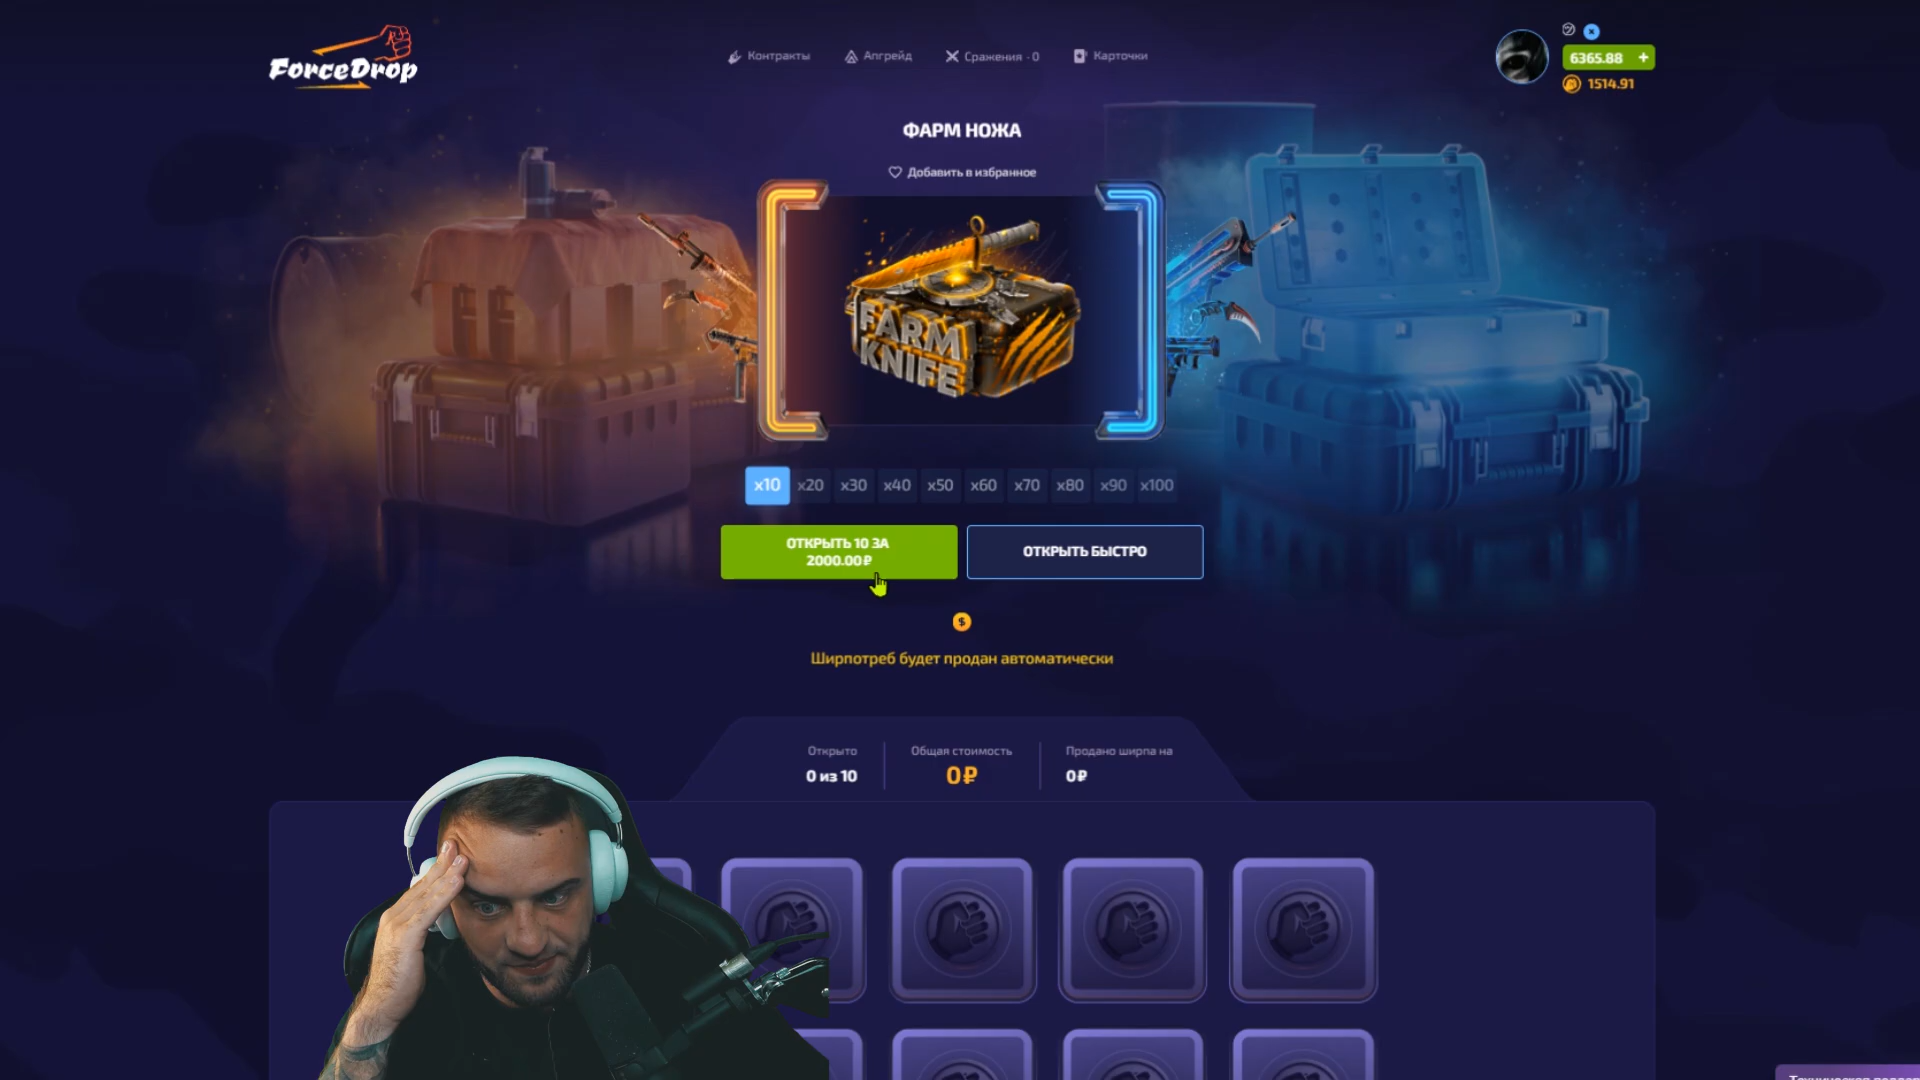 ForceDrop
Контракты
Апгрейд
Сражения - 0
Карточки
6365.88 +
1514.91
ФАРМ НОЖА
Добавить в избранное
FARM
KNIFE
x10 x20 x30 x40 x50 x60 x70 x80 x90 x100
ОТКРЫТЬ 10 ЗА
2000.00₽
ОТКРЫТЬ БЫСТРО
$
Ширпотреб будет продан автоматически
Открыто
0 из 10
Общая стоимость
0₽
Продано ширпа на
0₽